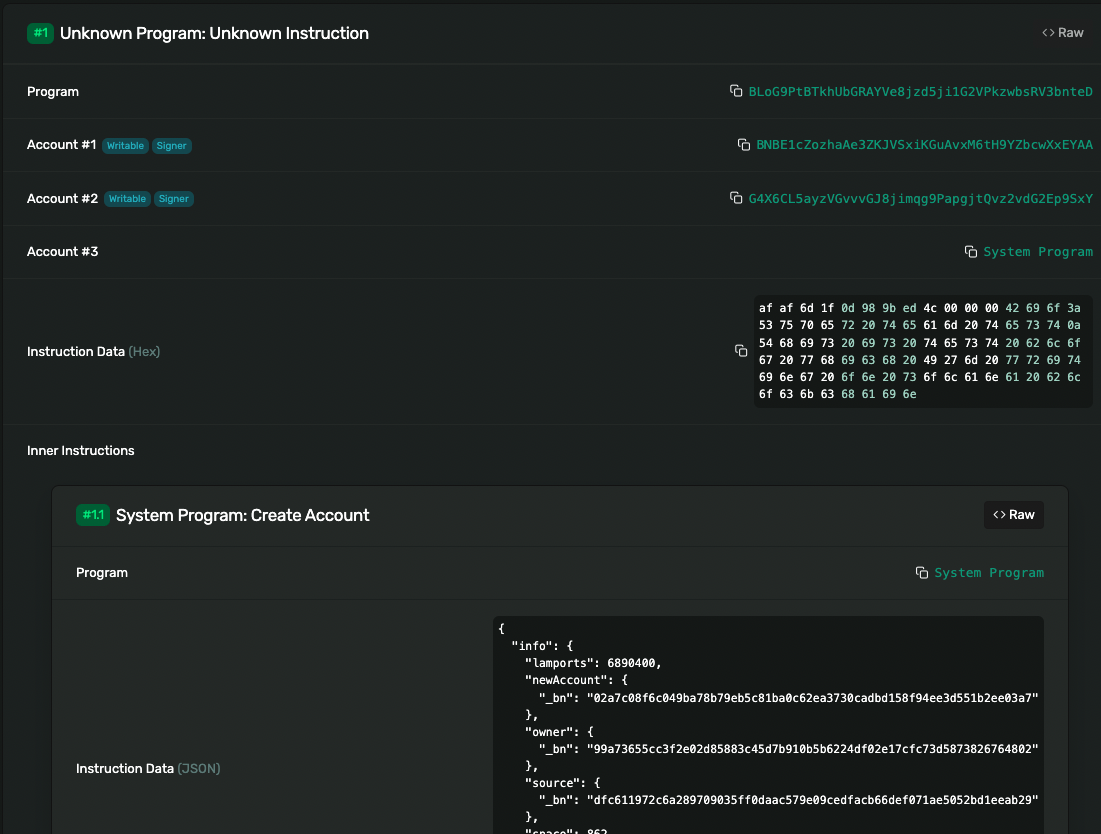 #1 Unknown Program: Unknown Instruction <> Raw
Program BLoG9PtBTkhUbGRAYVe8jzd5ji1G2VPkzwbsRV3bnteD
Account #1 Writable Signer BNBE1cZozhaAe3ZKJVSxiKGuAvxM6tH9YZbcwXxEYAA
Account #2 Writable Signer G4X6CL5ayzVGvvvGJ8jimqg9PapgjtQvz2vdG2Ep9SxY
Account #3 System Program
af af 6d 1f 0d 98 9b ed 4c 00 00 00 42 69 6f 3a
53 75 70 65 72 20 74 65 61 6d 20 74 65 73 74 0a
54 68 69 73 20 69 73 20 74 65 73 74 20 62 6c 6f
Instruction Data (Hex)
67 20 77 68 69 63 68 20 49 27 6d 20 77 72 69 74
69 6e 67 20 6f 6e 20 73 6f 6c 61 6e 61 20 62 6c
6f 63 6b 63 68 61 69 6e
Inner Instructions
#1.1 System Program: Create Account <> Raw
Program System Program
{
"info": {
"lamports": 6890400,
"newAccount": {
"_bn": "02a7c08f6c049ba78b79eb5c81ba0c62ea3730cadbd158f94ee3d551b2ee03a7"
},
"owner": {
"_bn": "99a73655cc3f2e02d85883c45d7b910b5b6224df02e17cfc73d5873826764802"
},
Instruction Data (JSON)
"source": {
"_bn": "dfc611972c6a289709035ff0daac579e09cedfacb66def071ae5052bd1eeab29"
},
"space": 862